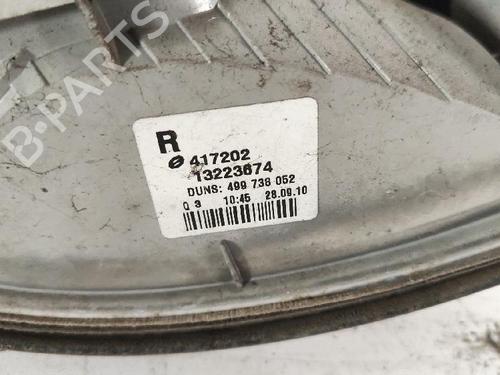 B-PARTS
R
Ø 417202
13223674
DUNS: 499 738 052
Q 3 10:45 28.09.10